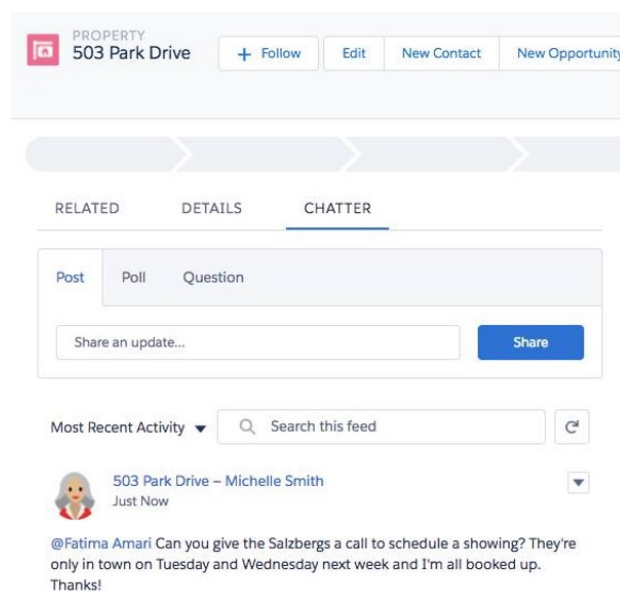 PROPERTY
503 Park Drive
+ Follow
Edit
New Contact
New Opportunity
RELATED
DETAILS
CHATTER
Post
Poll
Question
Share an update...
Share
Most Recent Activity
Search this feed
503 Park Drive – Michelle Smith
Just Now
@Fatima Amari Can you give the Salzbergs a call to schedule a showing? They're
only in town on Tuesday and Wednesday next week and I'm all booked up.
Thanks!